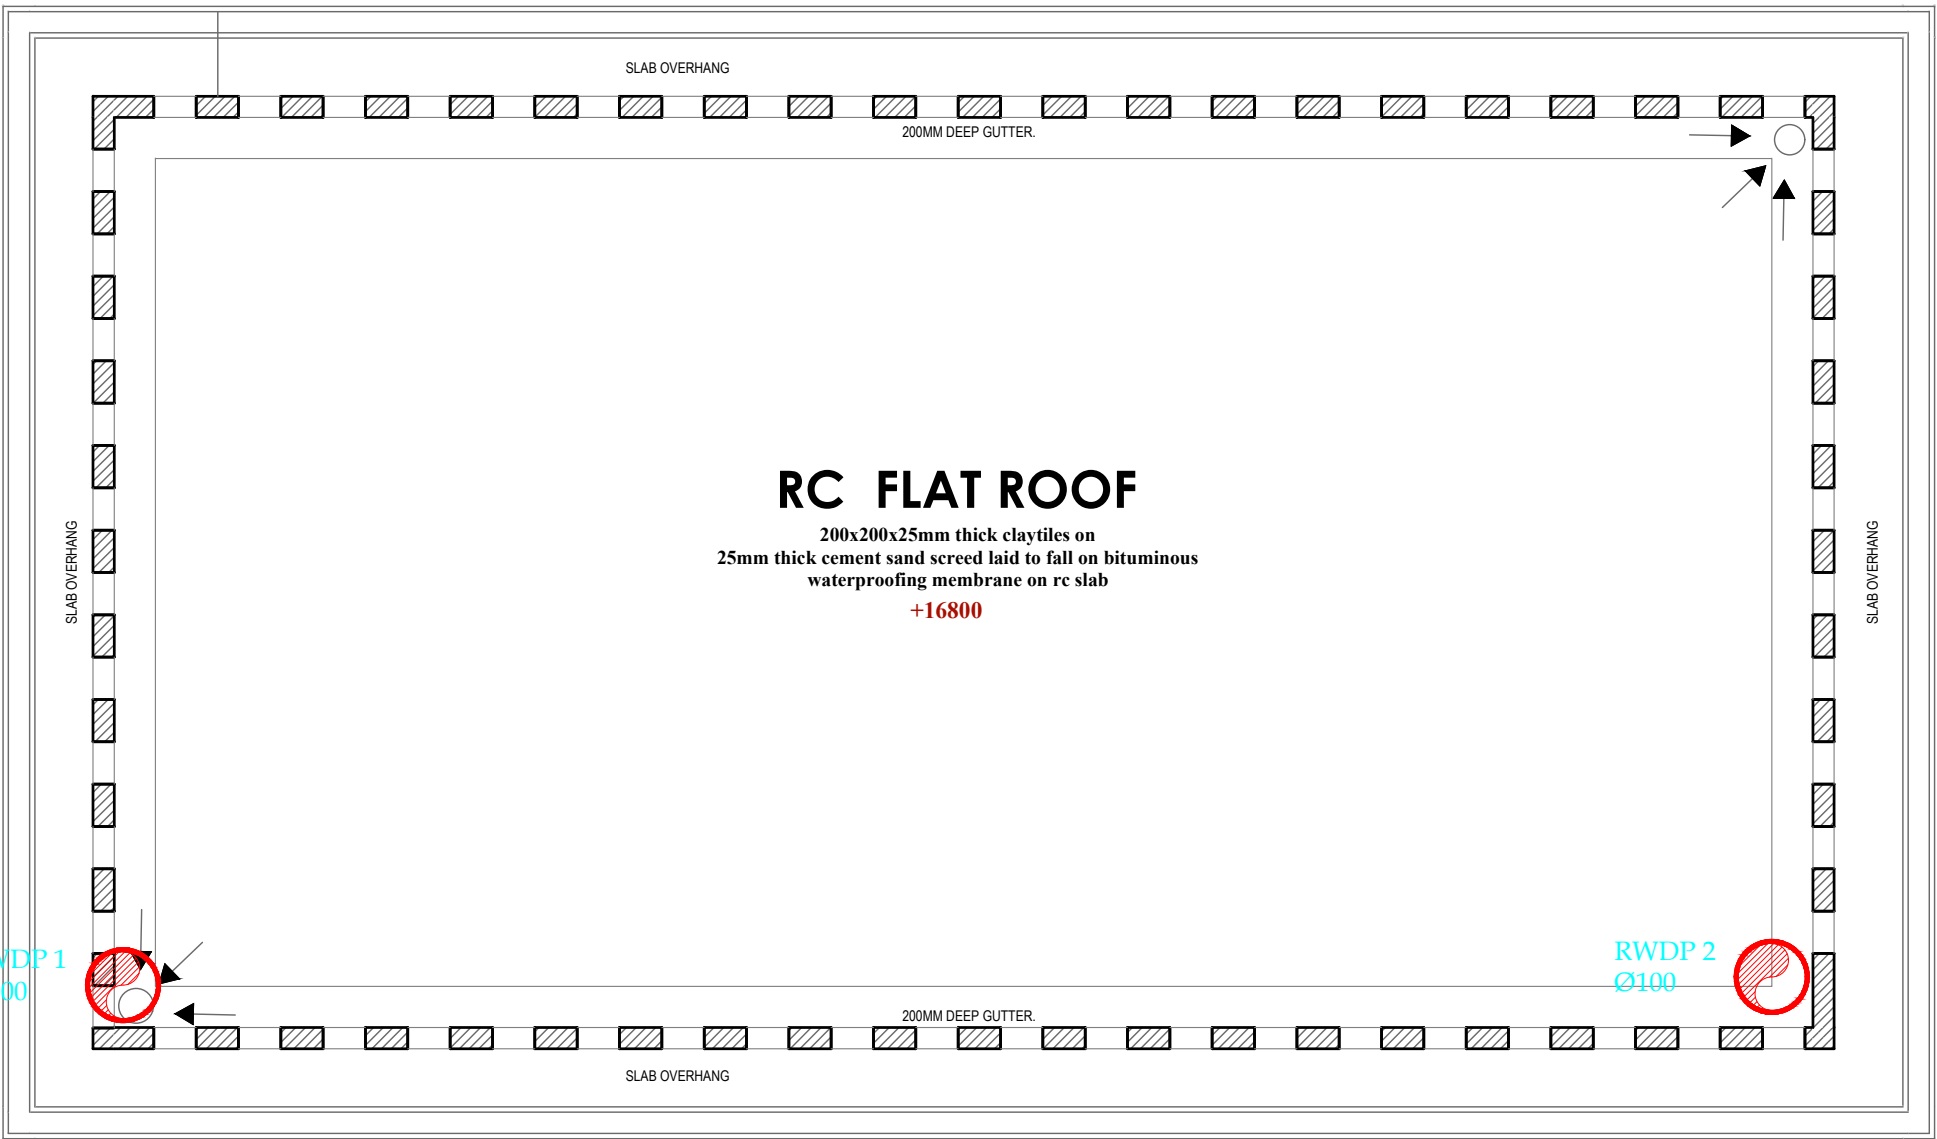 SLAB OVERHANG
200MM DEEP GUTTER.
SLAB OVERHANG
RC FLAT ROOF
200x200x25mm thick claytiles on
25mm thick cement sand screed laid to fall on bituminous
waterproofing membrane on rc slab
+16800
SLAB OVERHANG
WDP 1
00
RWDP 2
Ø100
200MM DEEP GUTTER.
SLAB OVERHANG